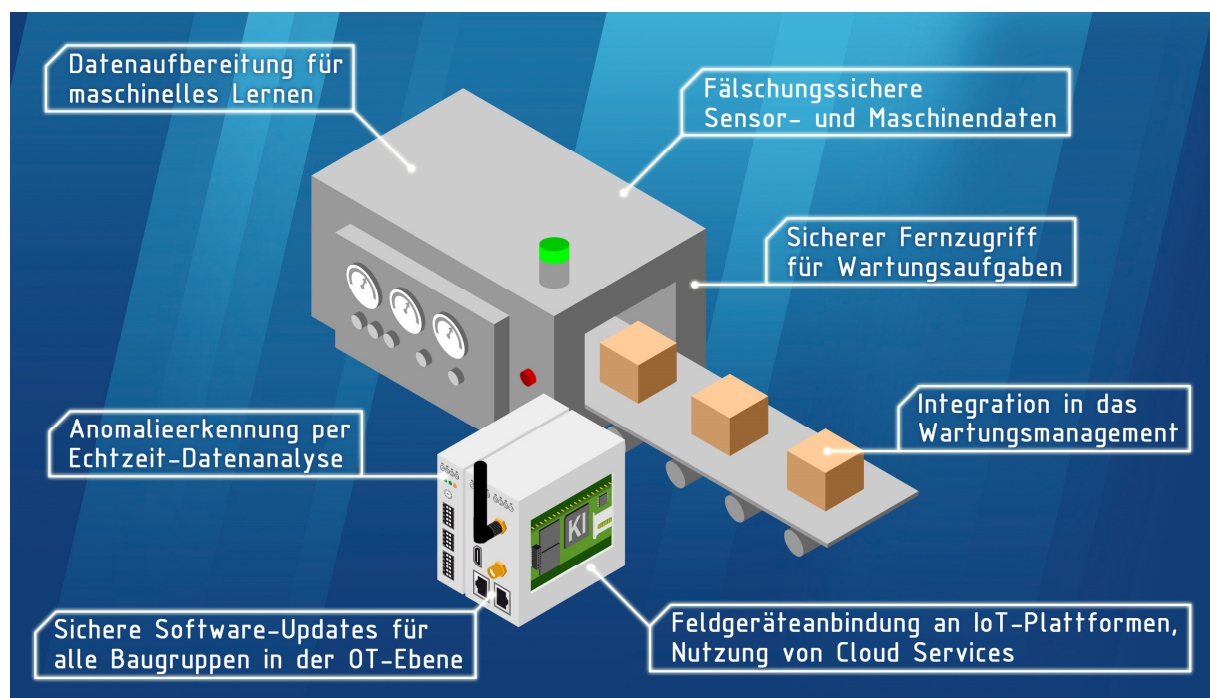 Datenaufbereitung für
maschinelles Lernen
Fälschungssichere
Sensor- und Maschinendaten
Sicherer Fernzugriff
für Wartungsaufgaben
Integration in das
Wartungsmanagement
Anomalieerkennung per
Echtzeit-Datenanalyse
KI
Sichere Software-Updates für
alle Baugruppen in der OT-Ebene
Feldgeräteanbindung an IoT-Plattformen,
Nutzung von Cloud Services